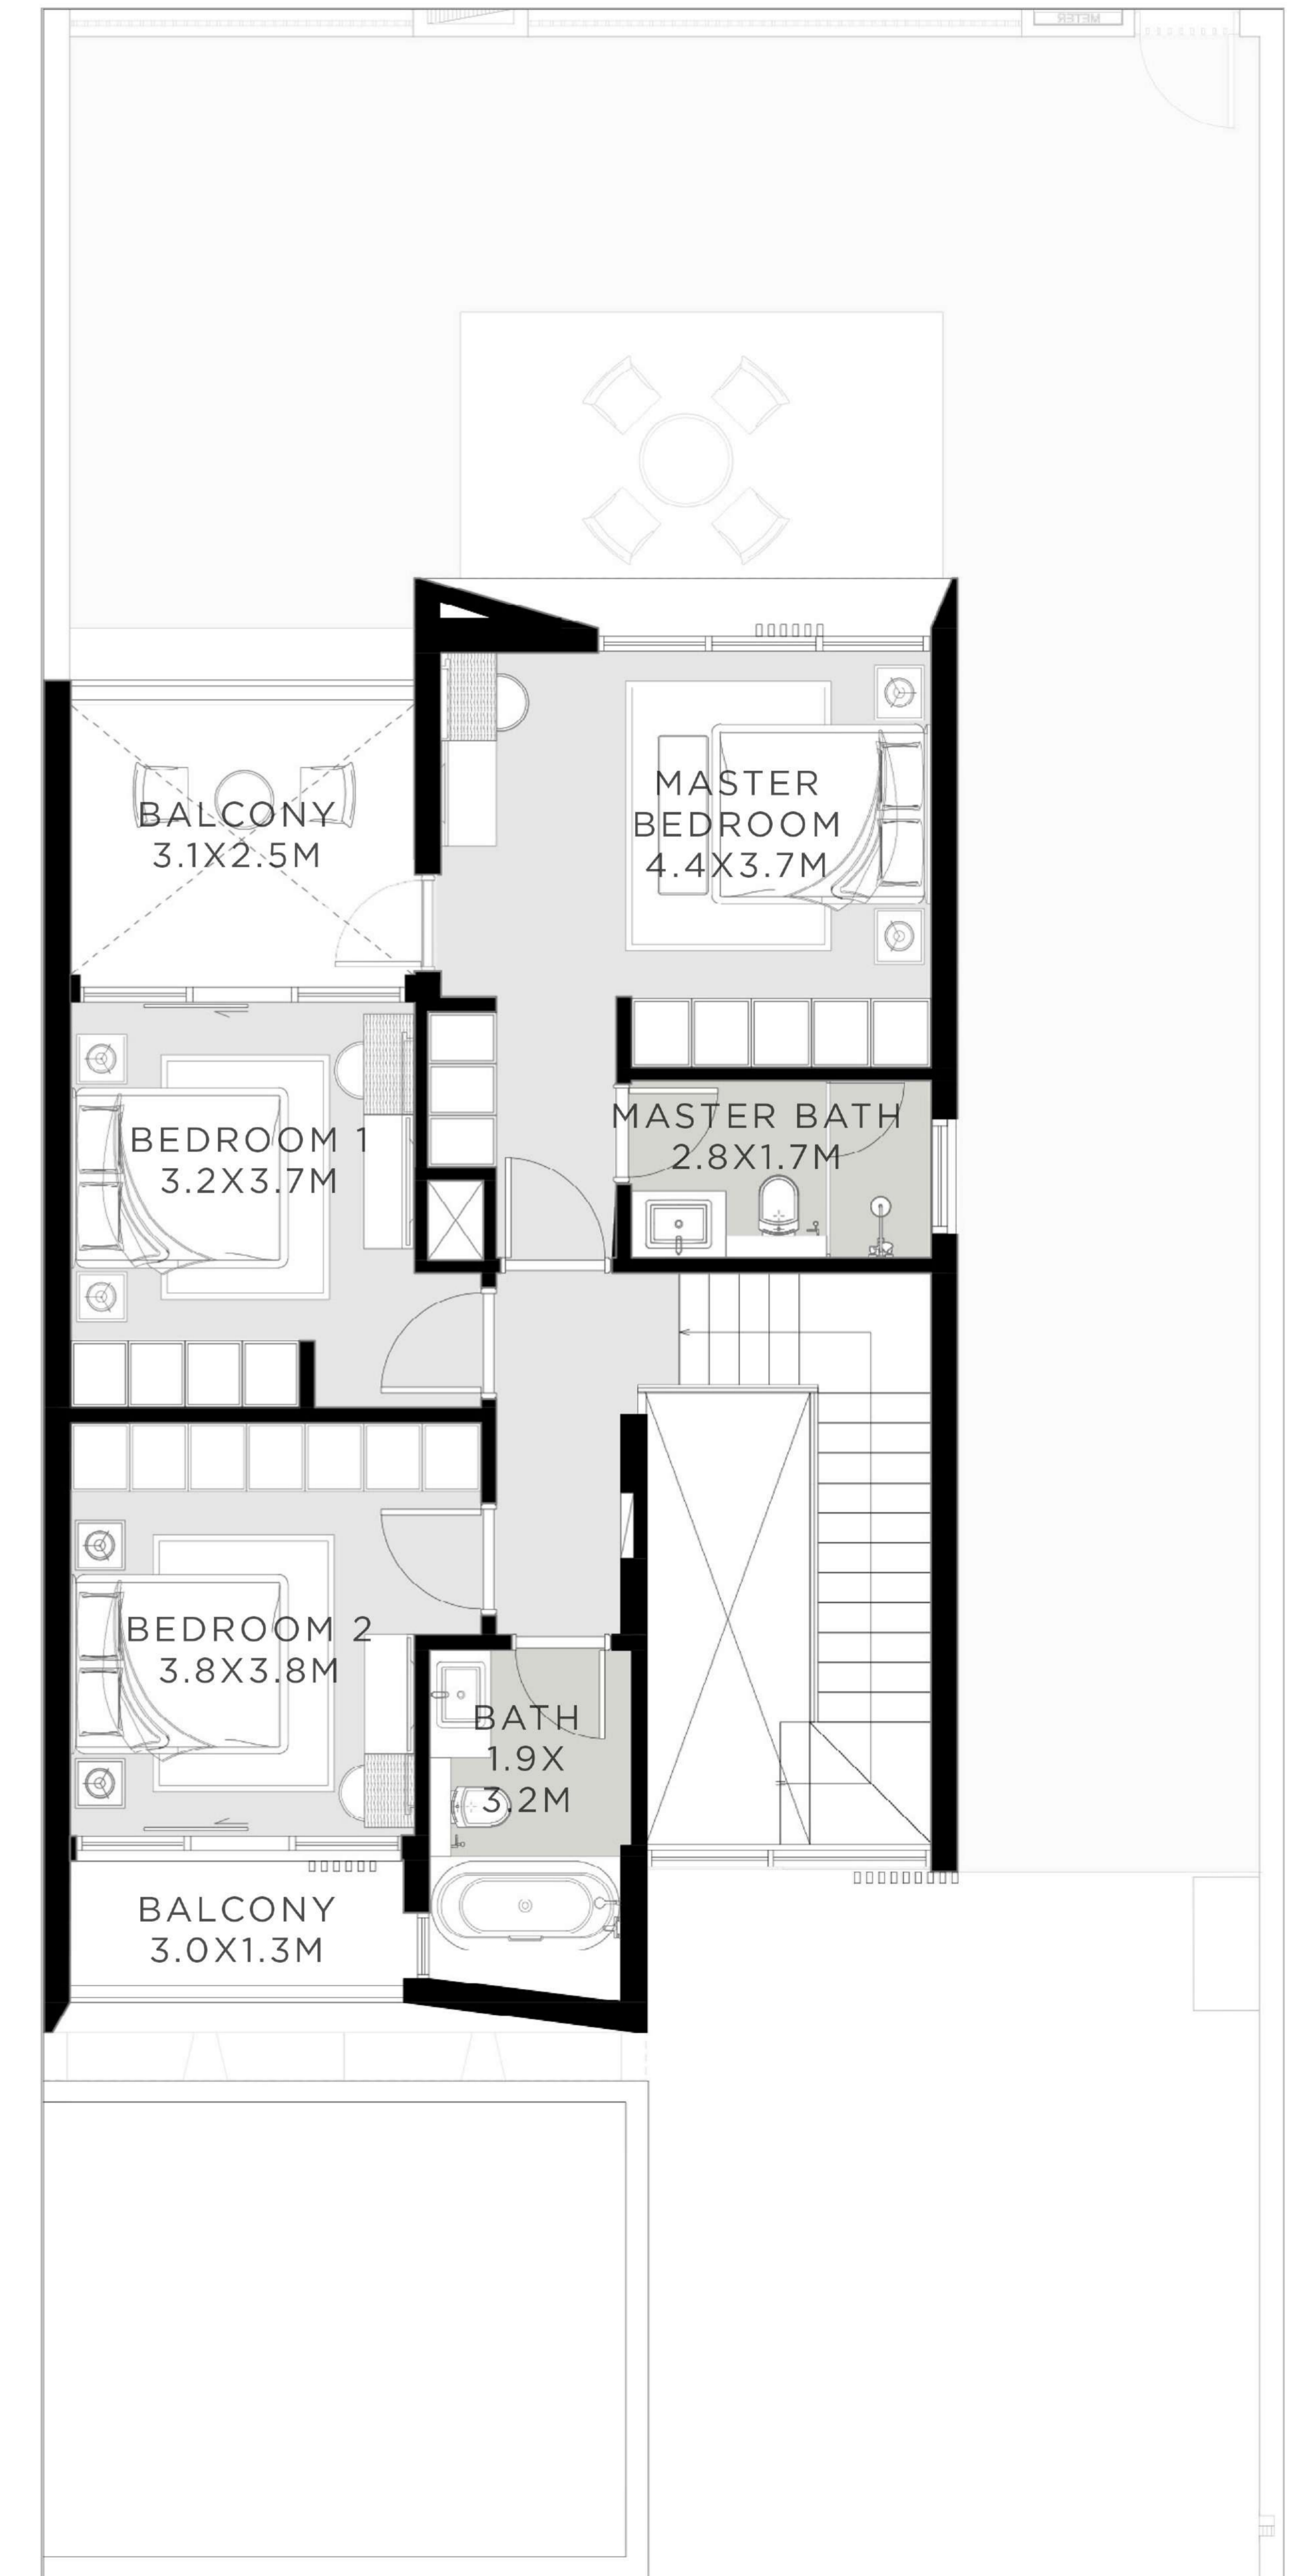 METER
MASTER
BEDROOM
4.4X3.7M
BALCONY
3.1X2.5M
MASTER BATH
2.8X1.7M
BEDROOM 1
3.2X3.7M
BEDROOM 2
3.8X3.8M
BATH
1.9X
3.2M
BALCONY
3.0X1.3M